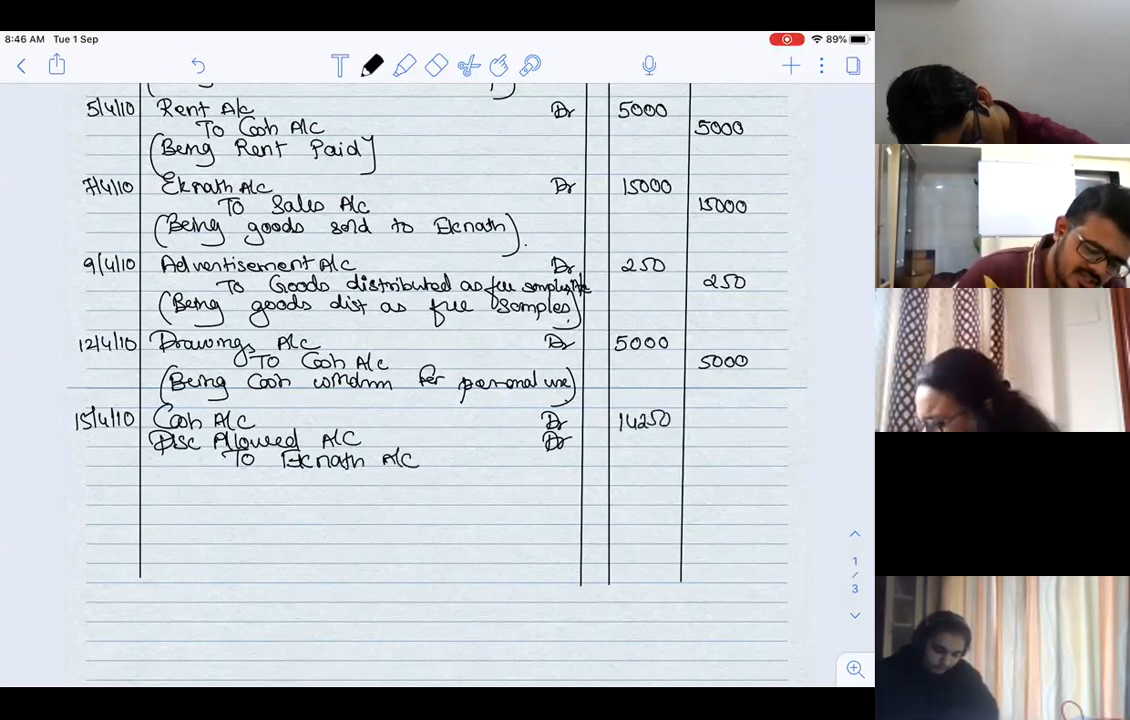 8:46 AM Tue 1 Sep
89%
T
5/4/10 Rent A/c Dr 5000
To Cash A/c 5000
(Being Rent Paid)
7/4/10 Eknath A/c Dr 15000
To Sales A/c 15000
(Being goods sold to Eknath).
9/4/10 Advertisement A/c Dr 250
To Goods distributed as free samples A/c 250
(Being goods dist as free samples)
12/4/10 Drawings A/c Dr 5000
To Cash A/c 5000
(Being Cash withdrn for personal use)
15/4/10 Cash A/c Dr 14250
Disc Allowed A/c Dr
To Eknath A/c
1
/
3